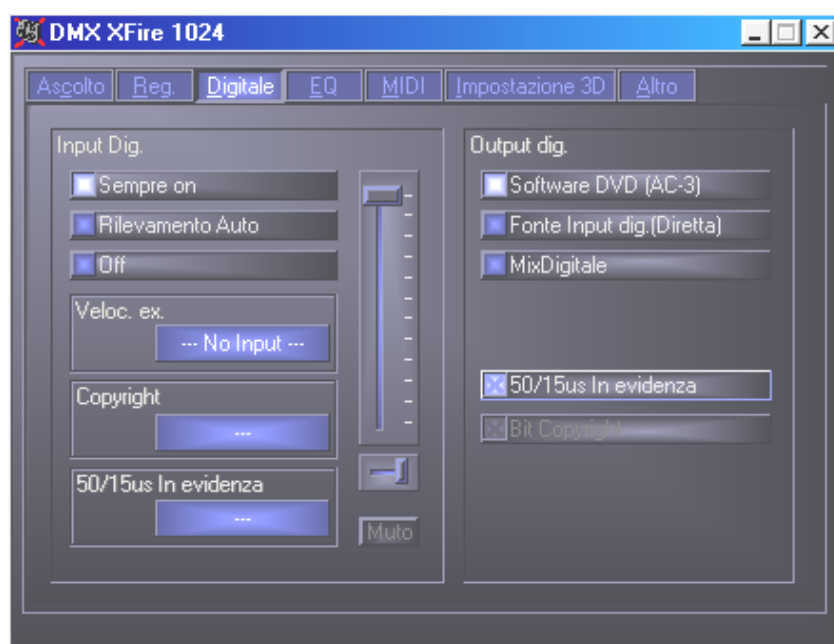 DMX XFire 1024
Ascolto Reg. Digitale EQ MIDI Impostazione 3D Altro
Input Dig.
Sempre on
Rilevamento Auto
Off
Veloc. ex.
--- No Input ---
Copyright
---
50/15us In evidenza
---
Muto
Output dig.
Software DVD (AC-3)
Fonte Input dig.(Diretta)
MixDigitale
50/15us In evidenza
Bit Copyright